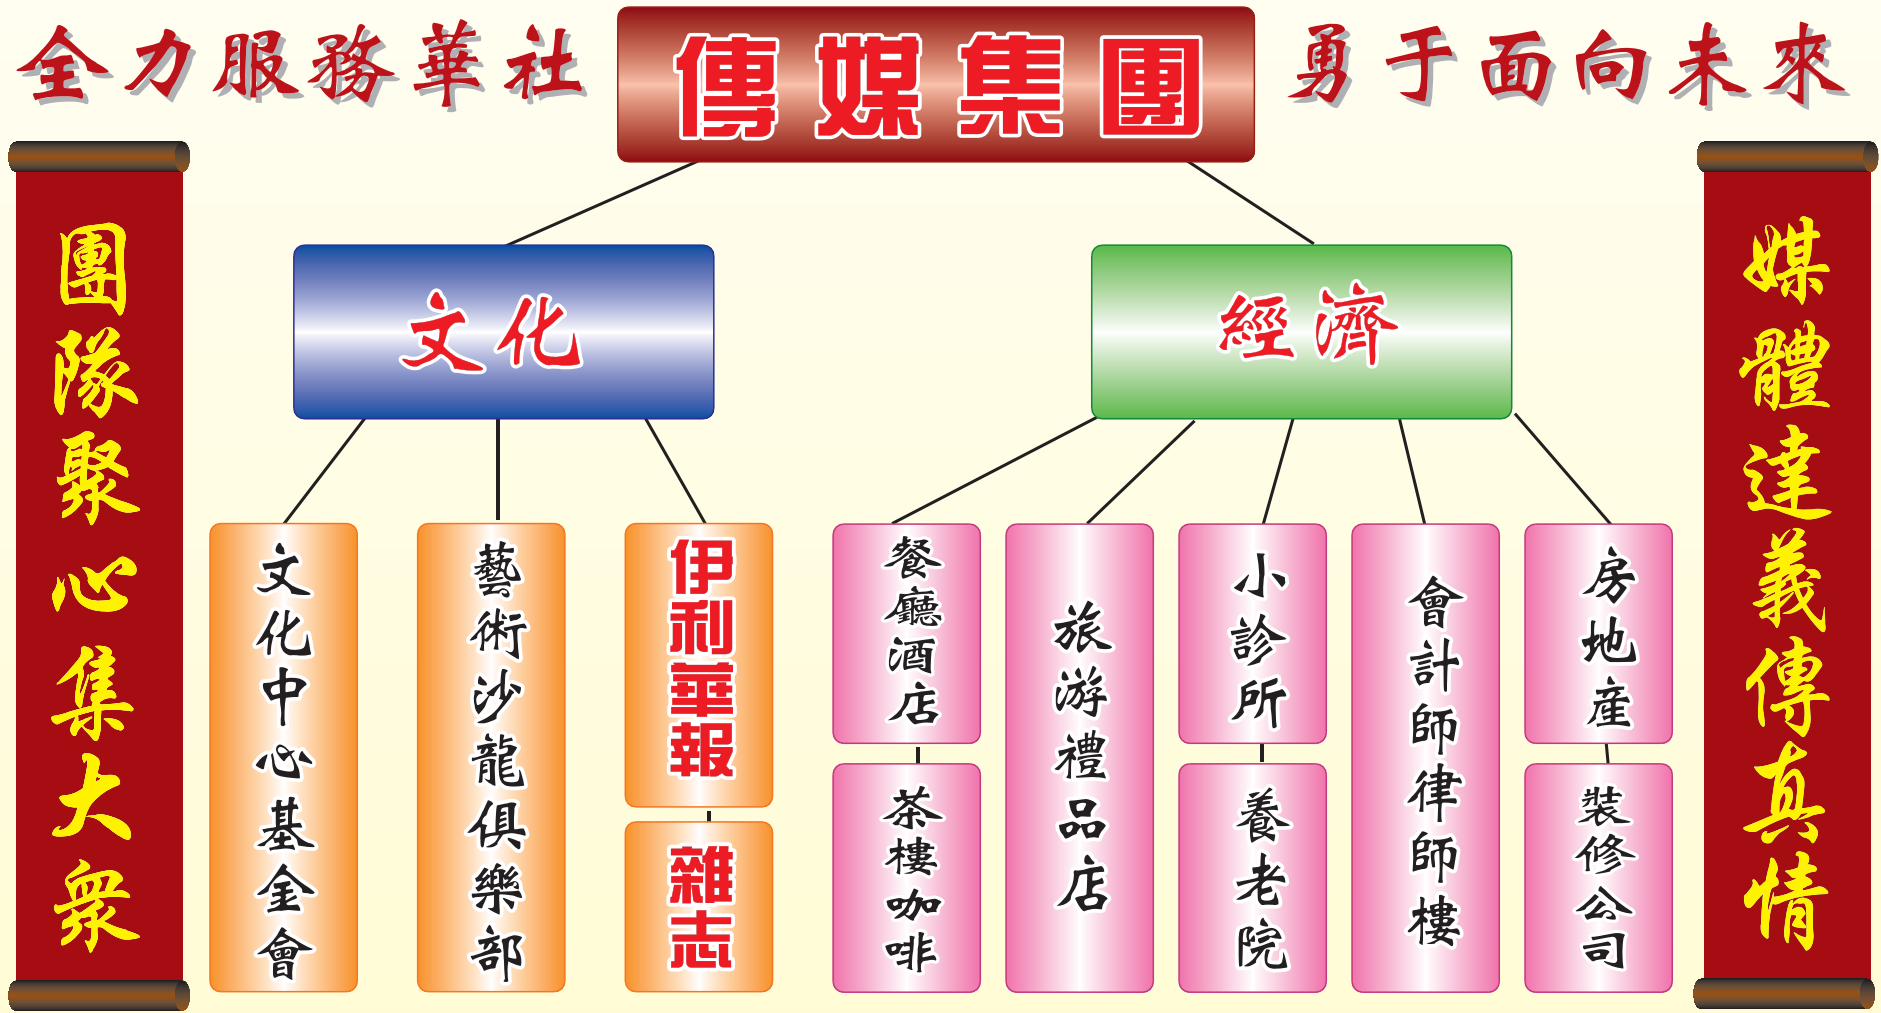 全力服務華社
傳媒集團
勇于面向未來
團隊聚心集大衆
媒體達義傳真情
文化
經濟
文化中心基金會
藝術沙龍俱樂部
伊利華報
雜志
餐廳酒店
茶樓咖啡
旅游禮品店
小診所
養老院
會計師律師樓
房地産
裝修公司